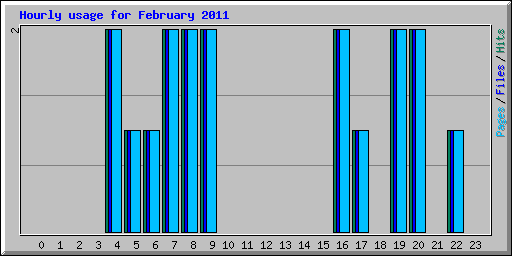 Hourly usage for February 2011
2
Pages/Files/Hits
0 1 2 3 4 5 6 7 8 9 10 11 12 13 14 15 16 17 18 19 20 21 22 23